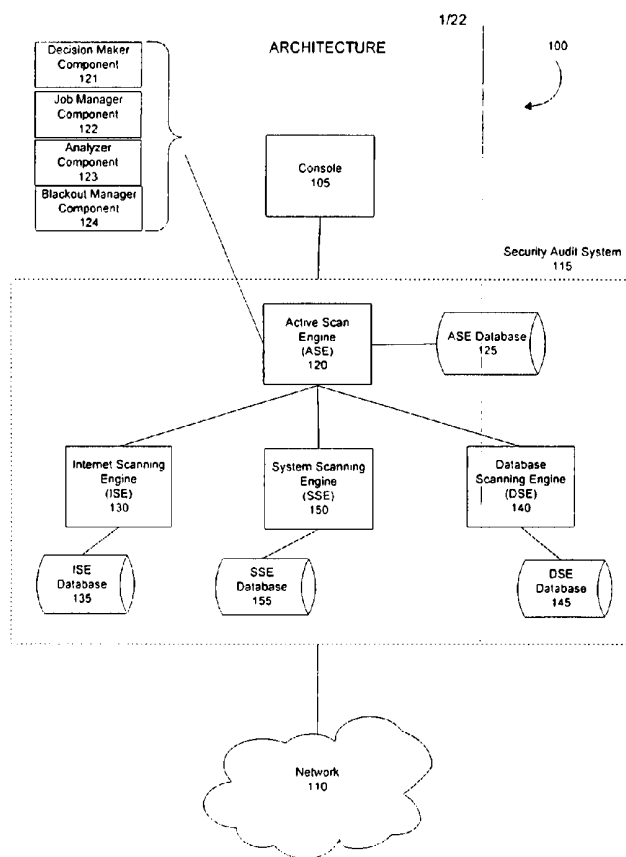 1/22
ARCHITECTURE
100
Decision Maker
Component
121
Job Manager
Component
122
Analyzer
Component
123
Blackout Manager
Component
124
Console
105
Security Audit System
115
Active Scan
Engine
(ASE)
120
ASE Database
125
Internet Scanning
Engine
(ISE)
130
System Scanning
Engine
(SSE)
150
Database
Scanning Engine
(DSE)
140
ISE
Database
135
SSE
Database
155
DSE
Database
145
Network
110